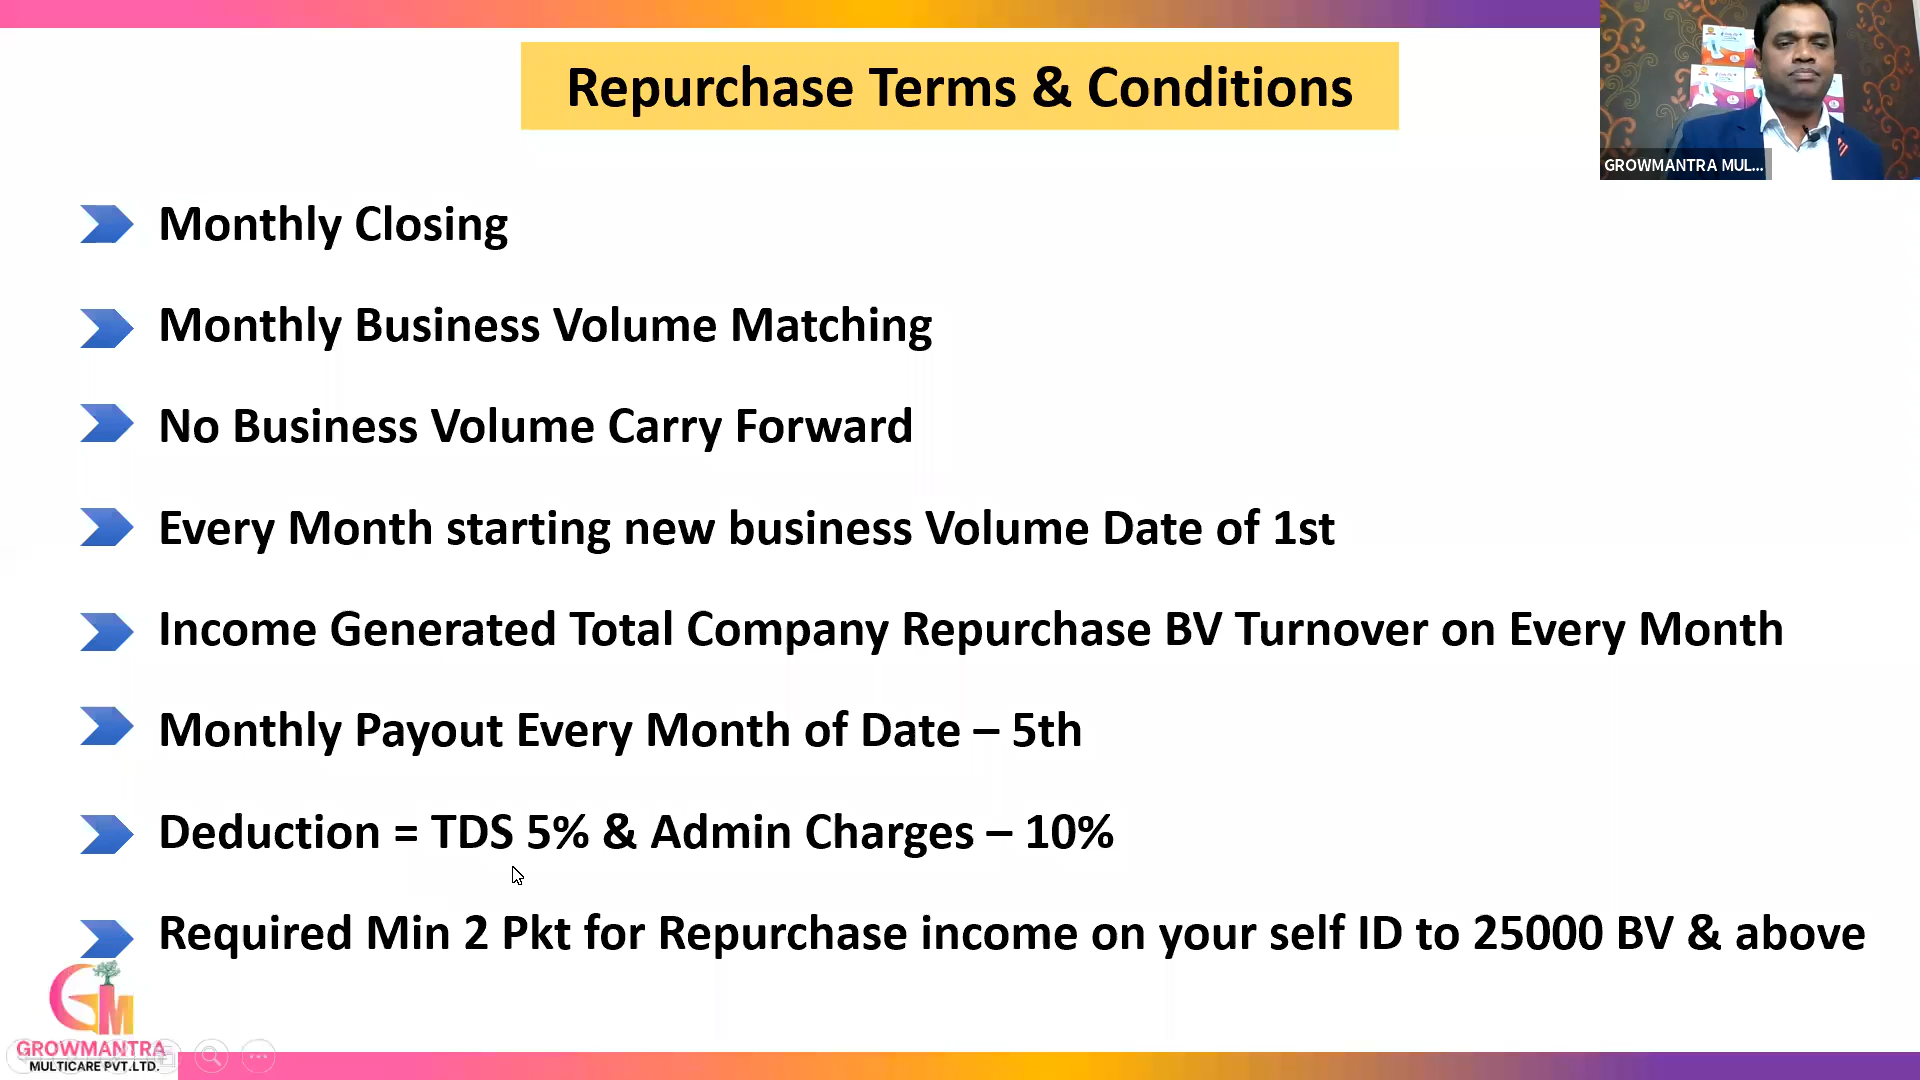 Repurchase Terms & Conditions
GROWMANTRA MUL...
Monthly Closing
Monthly Business Volume Matching
No Business Volume Carry Forward
Every Month starting new business Volume Date of 1st
Income Generated Total Company Repurchase BV Turnover on Every Month
Monthly Payout Every Month of Date – 5th
Deduction = TDS 5% & Admin Charges – 10%
Required Min 2 Pkt for Repurchase income on your self ID to 25000 BV & above
GM
GROWMANTRA
MULTICARE PVT.LTD.